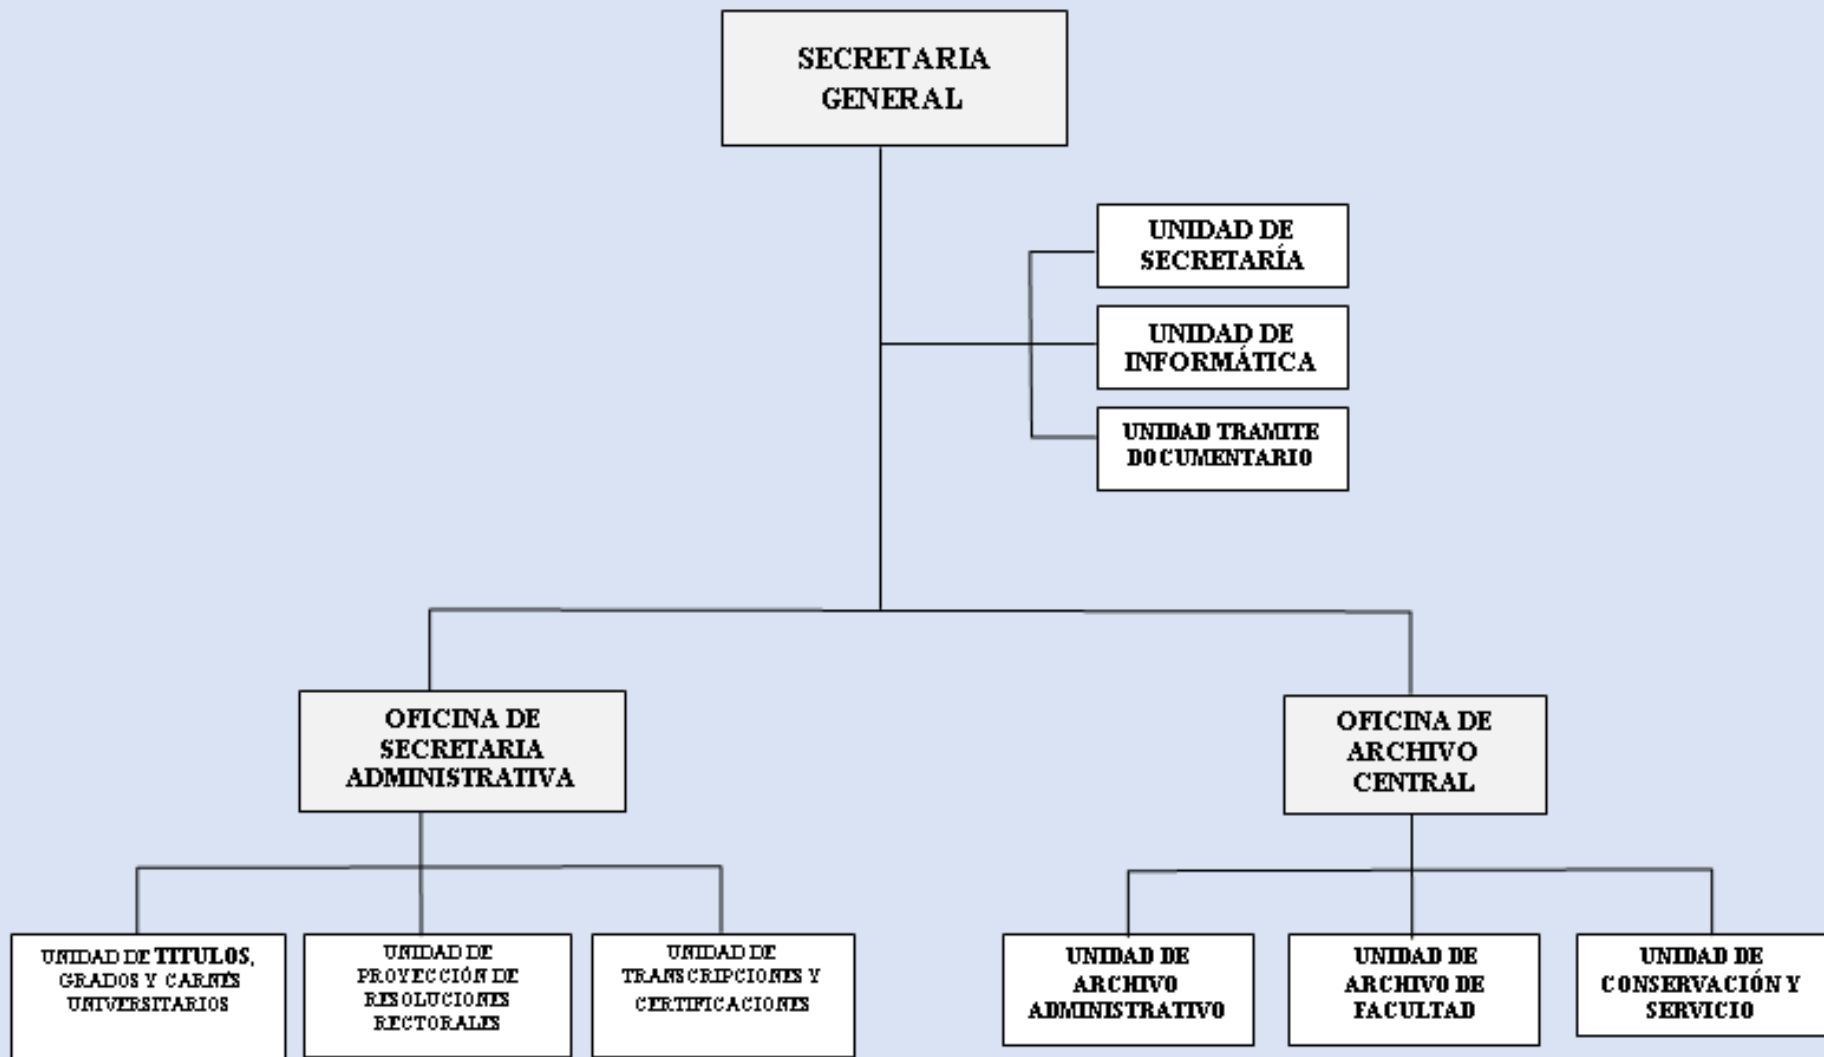 SECRETARIA
GENERAL
UNIDAD DE
SECRETARÍA
UNIDAD DE
INFORMÁTICA
UNIDAD TRAMITE
DOCUMENTARIO
OFICINA DE
SECRETARIA
ADMINISTRATIVA
OFICINA DE
ARCHIVO
CENTRAL
UNIDAD DE TITULOS,
GRADOS Y CARNÉS
UNIVERSITARIOS
UNIDAD DE
PROYECCIÓN DE
RESOLUCIONES
RECTORALES
UNIDAD DE
TRANSCRIPCIONES Y
CERTIFICACIONES
UNIDAD DE
ARCHIVO
ADMINISTRATIVO
UNIDAD DE
ARCHIVO DE
FACULTAD
UNIDAD DE
CONSERVACIÓN Y
SERVICIO